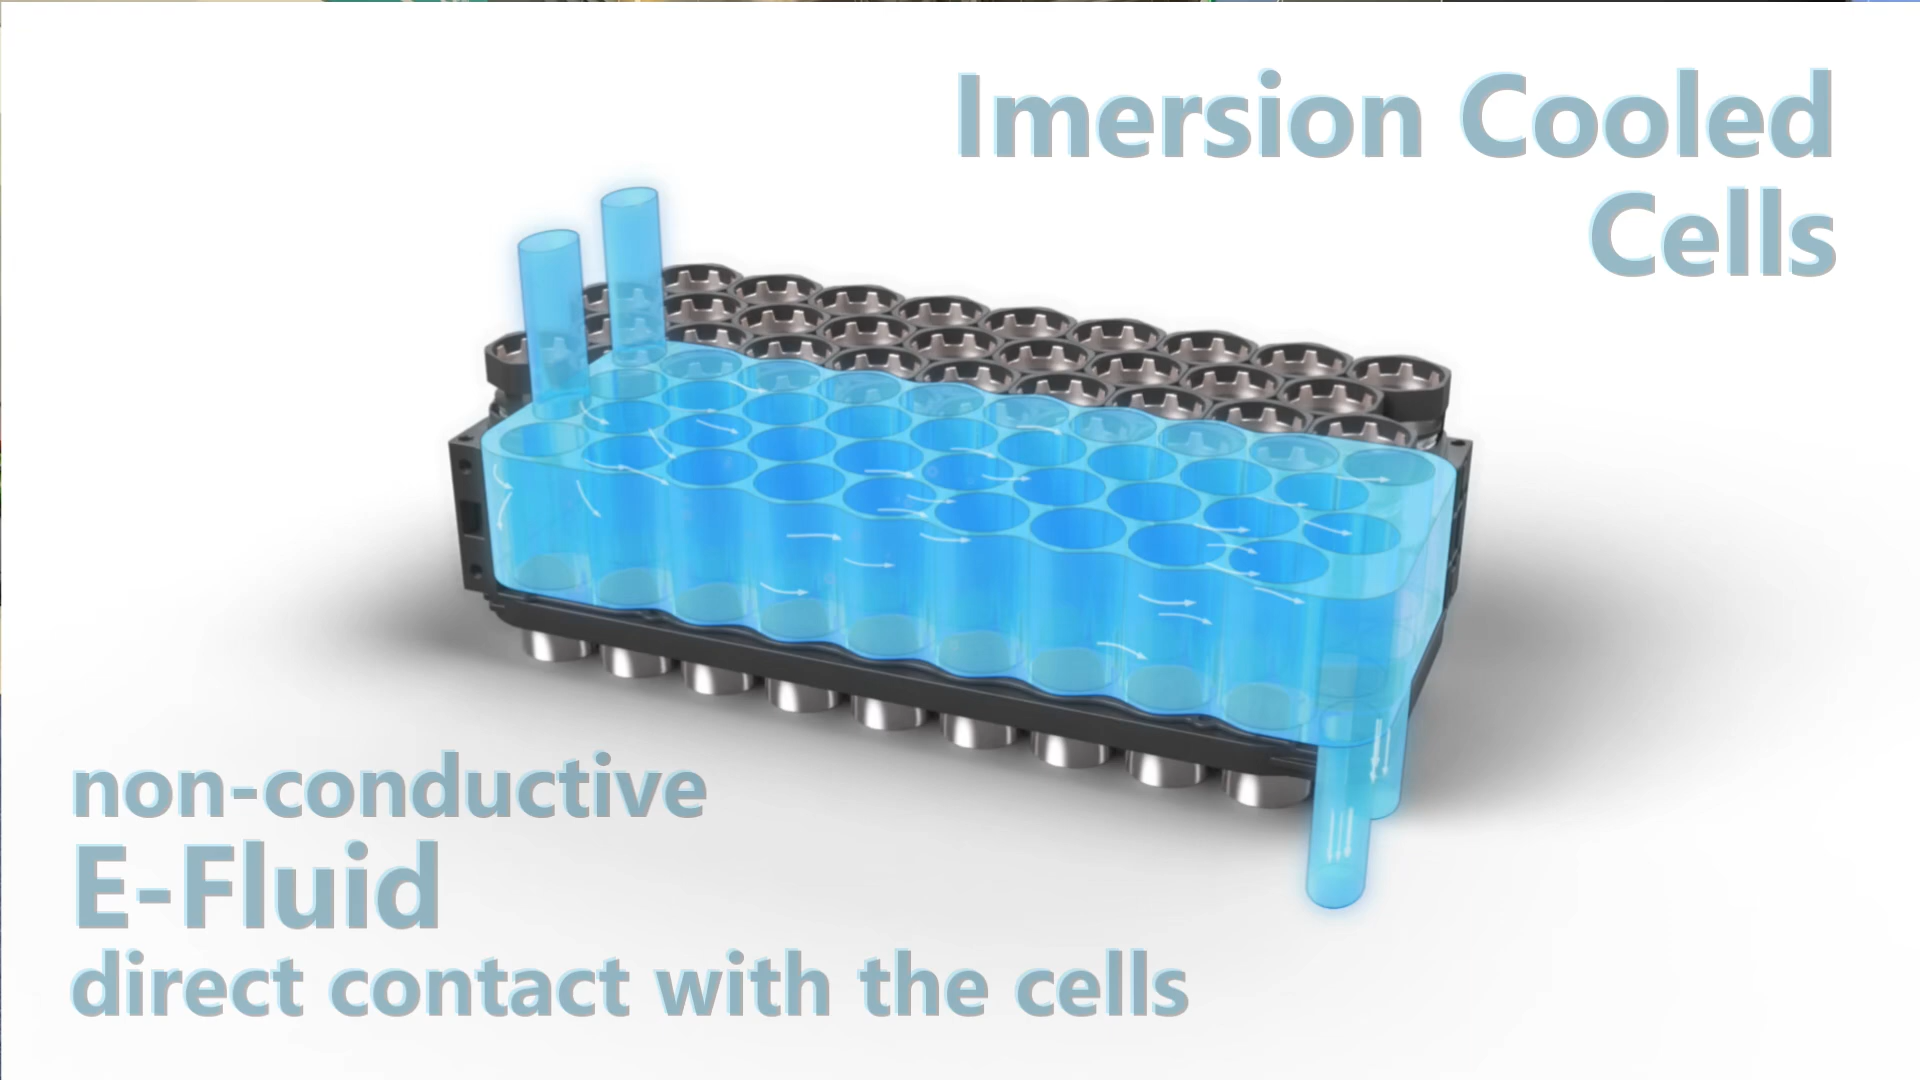 Imersion Cooled
Cells
non-conductive
E-Fluid
direct contact with the cells